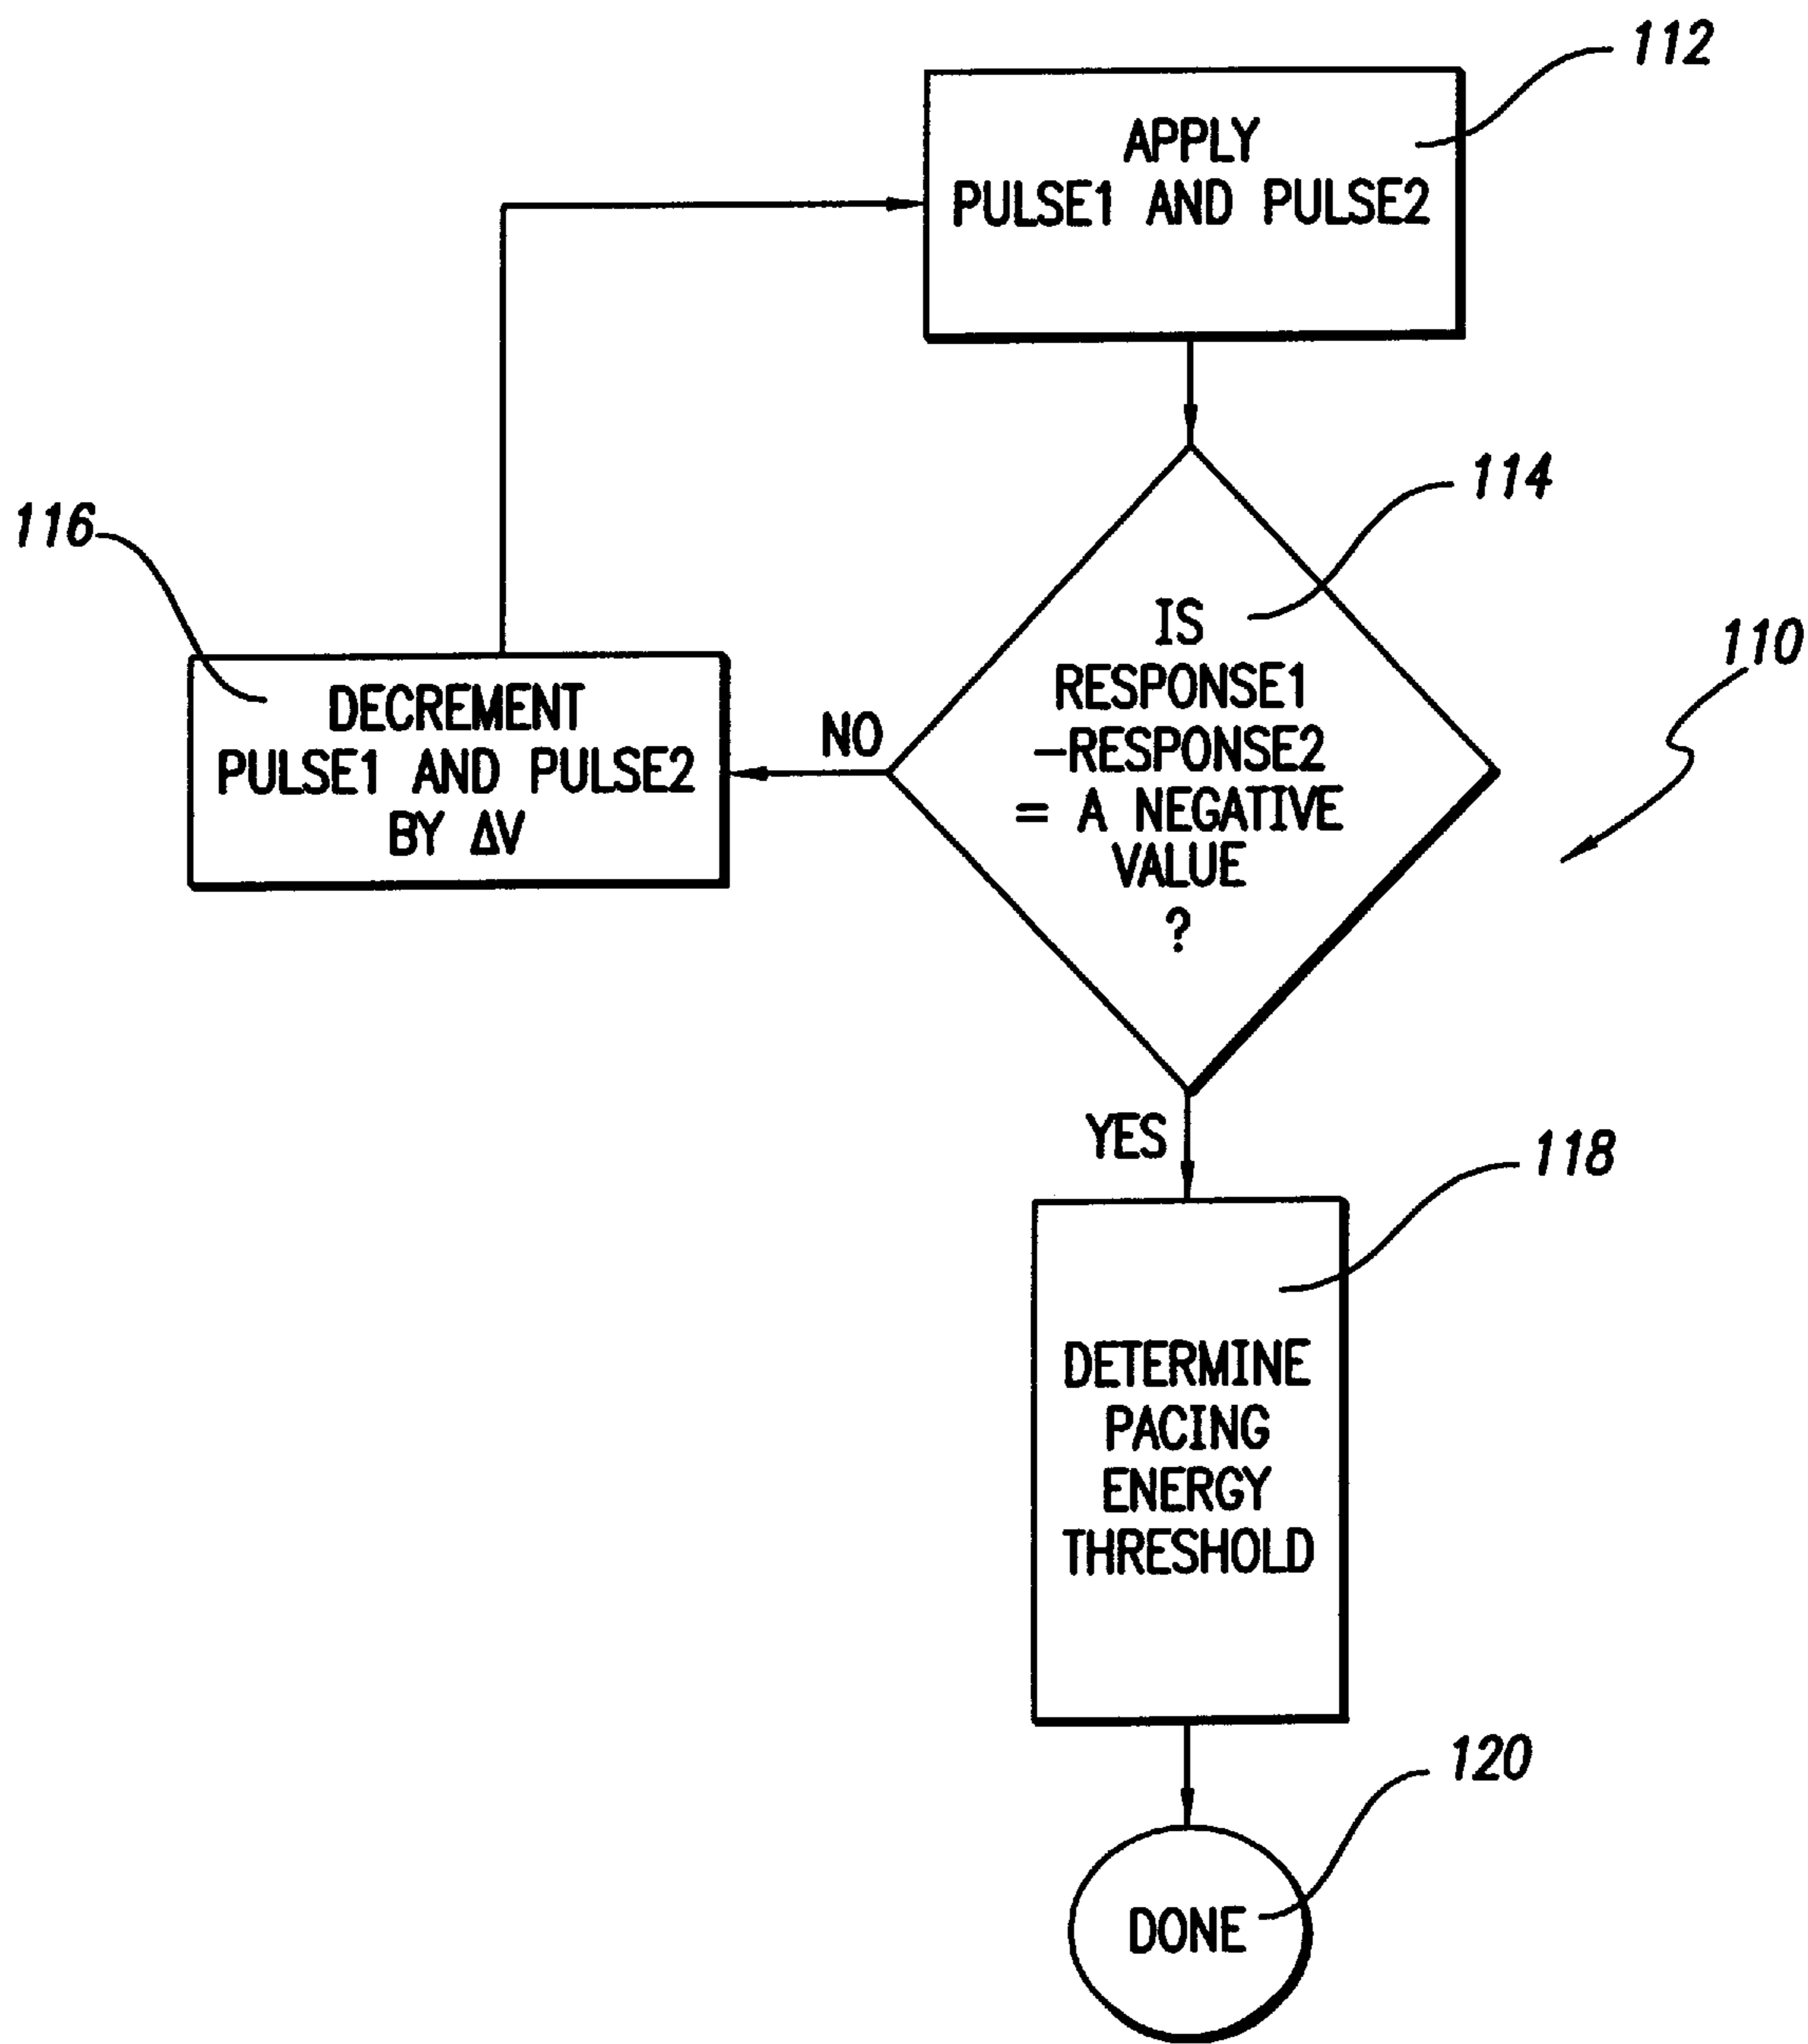 112
APPLY
PULSE1 AND PULSE2
114
116
IS
RESPONSE1
-RESPONSE2
= A NEGATIVE
VALUE
?
110
NO
DECREMENT
PULSE1 AND PULSE2
BY ΔV
YES
118
DETERMINE
PACING
ENERGY
THRESHOLD
120
DONE